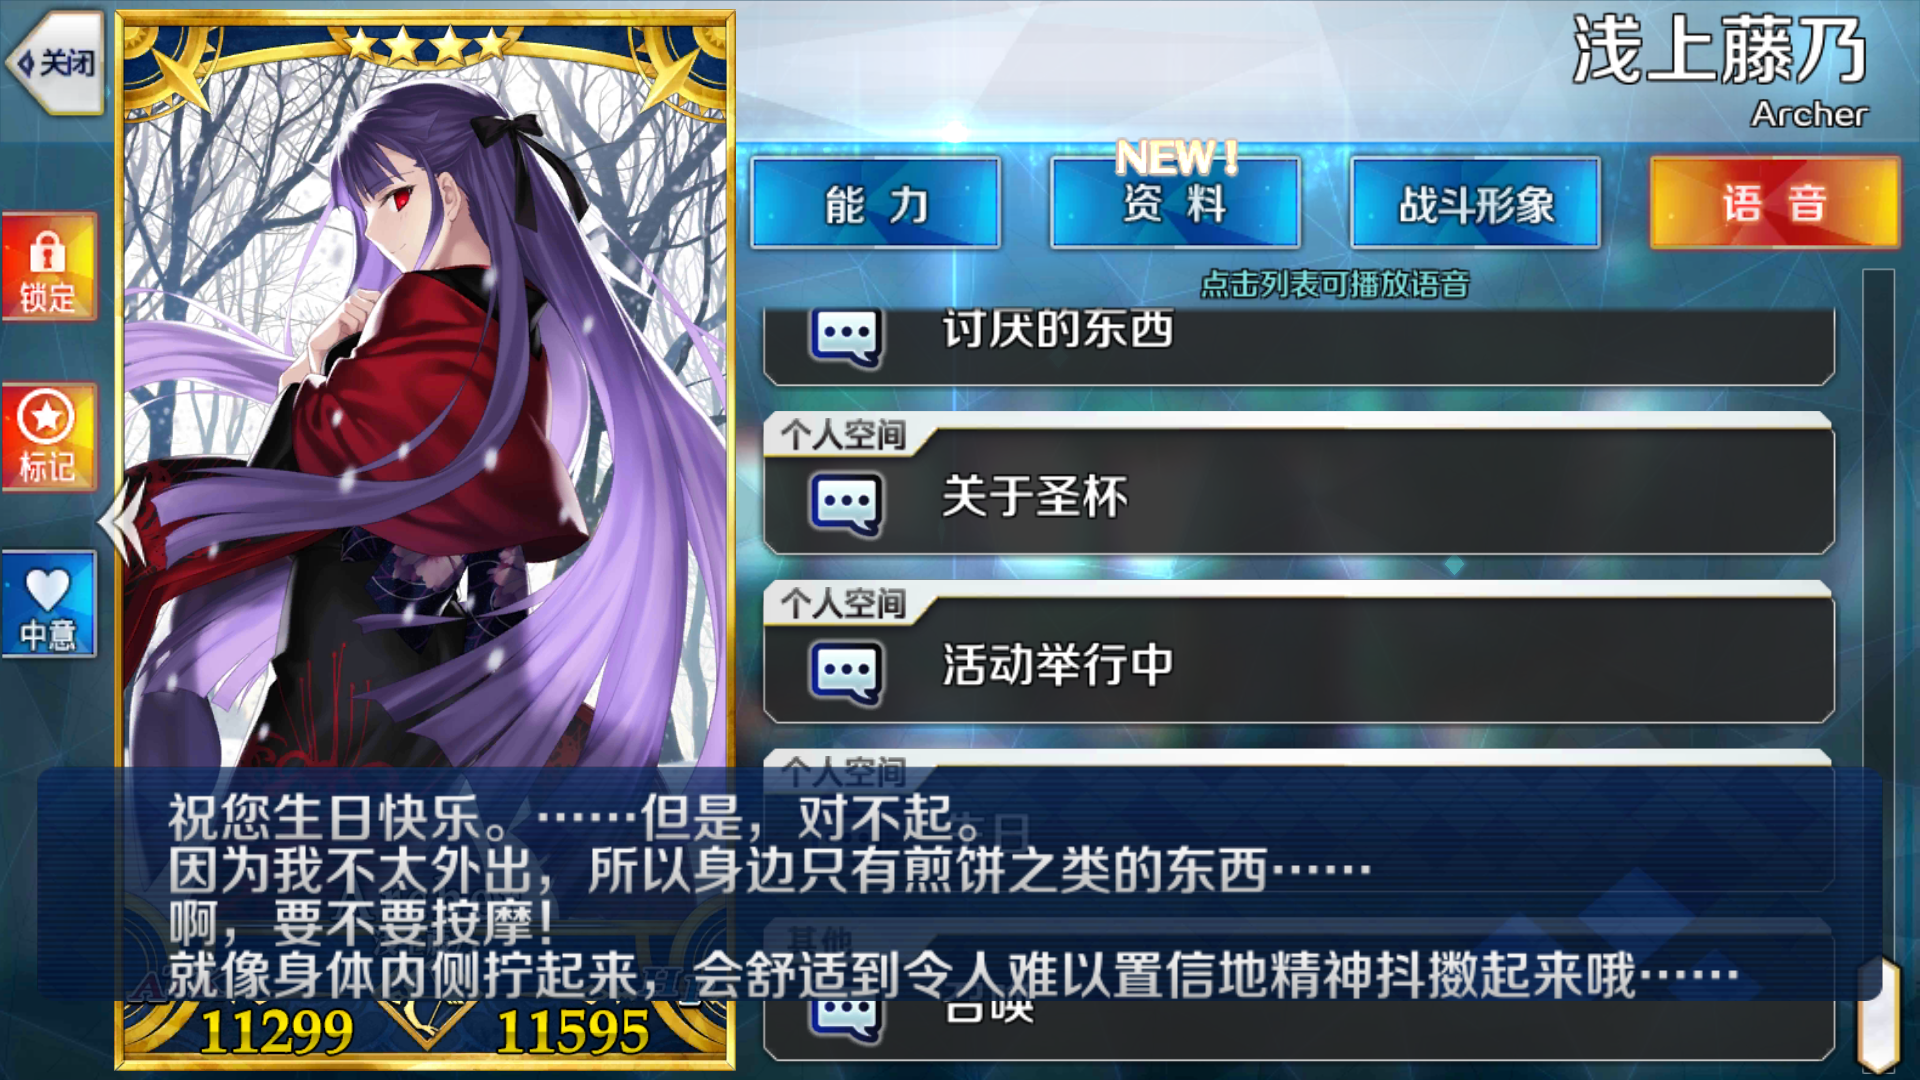 关闭
浅上藤乃
Archer
能力
NEW!
资料
战斗形象
语音
点击列表可播放语音
锁定
标记
中意
讨厌的东西
个人空间
关于圣杯
个人空间
活动举行中
个人空间
生日
祝您生日快乐。……但是，对不起。
因为我不太外出，所以身边只有煎饼之类的东西……
啊，要不要按摩！
就像身体内侧拧起来，会舒适到令人难以置信地精神抖擞起来哦……
其他
召唤
11299
11595